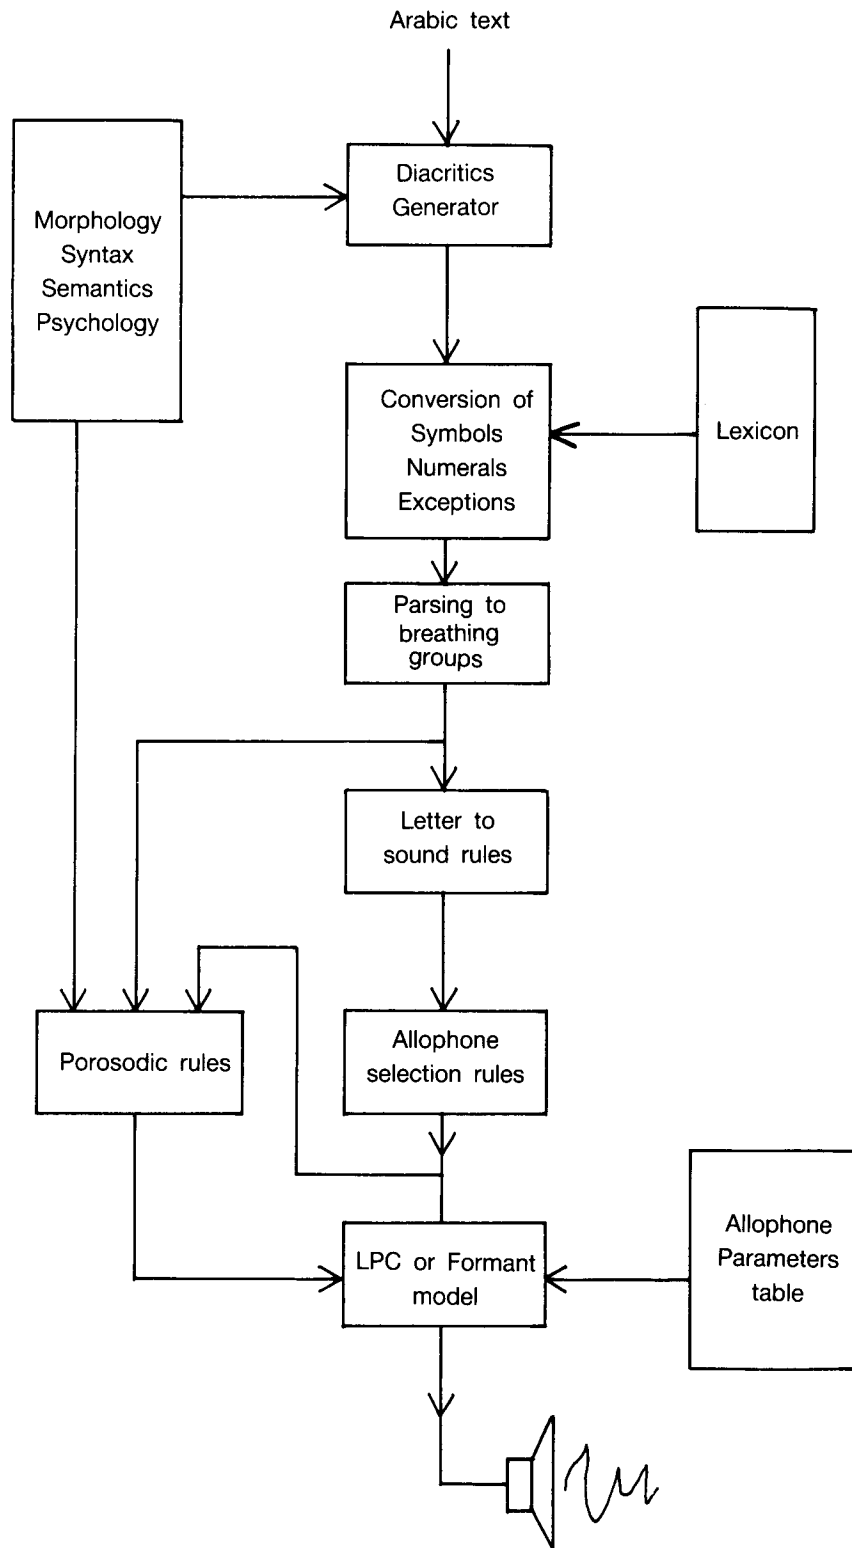 Arabic text
Diacritics
Generator
Morphology
Syntax
Semantics
Psychology
Conversion of
Symbols
Numerals
Exceptions
Lexicon
Parsing to
breathing
groups
Letter to
sound rules
Porosodic rules
Allophone
selection rules
LPC or Formant
model
Allophone
Parameters
table